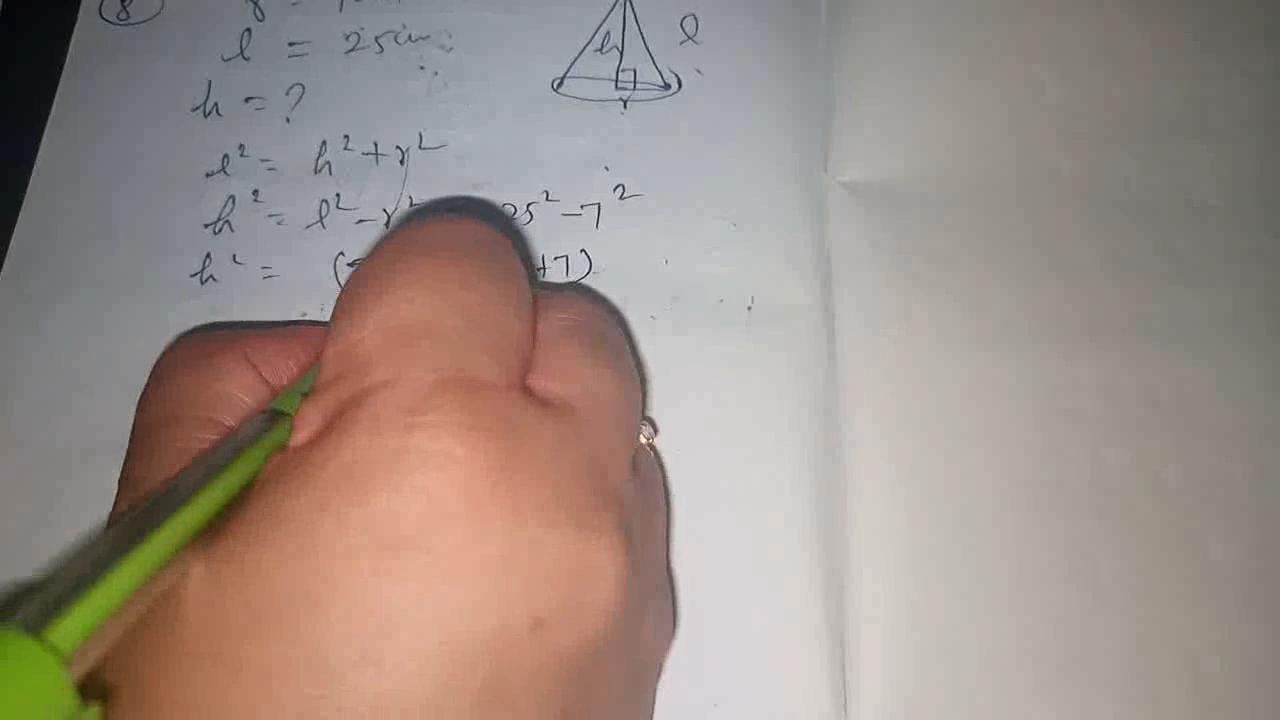 8
l = 25cm
h l
r
h = ?
l² = h² + r²
h² = l² - r² 25² - 7²
h² = ( +7)